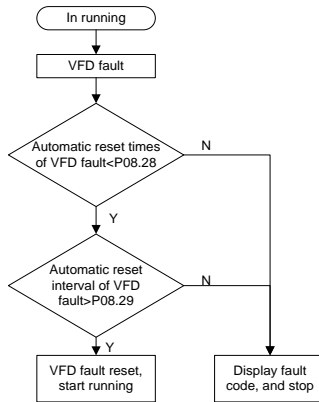 In running
VFD fault
Automatic reset times
of VFD fault<P08.28
N
Y
Automatic reset
interval of VFD
fault>P08.29
N
Y
VFD fault reset,
start running
Display fault
code, and stop